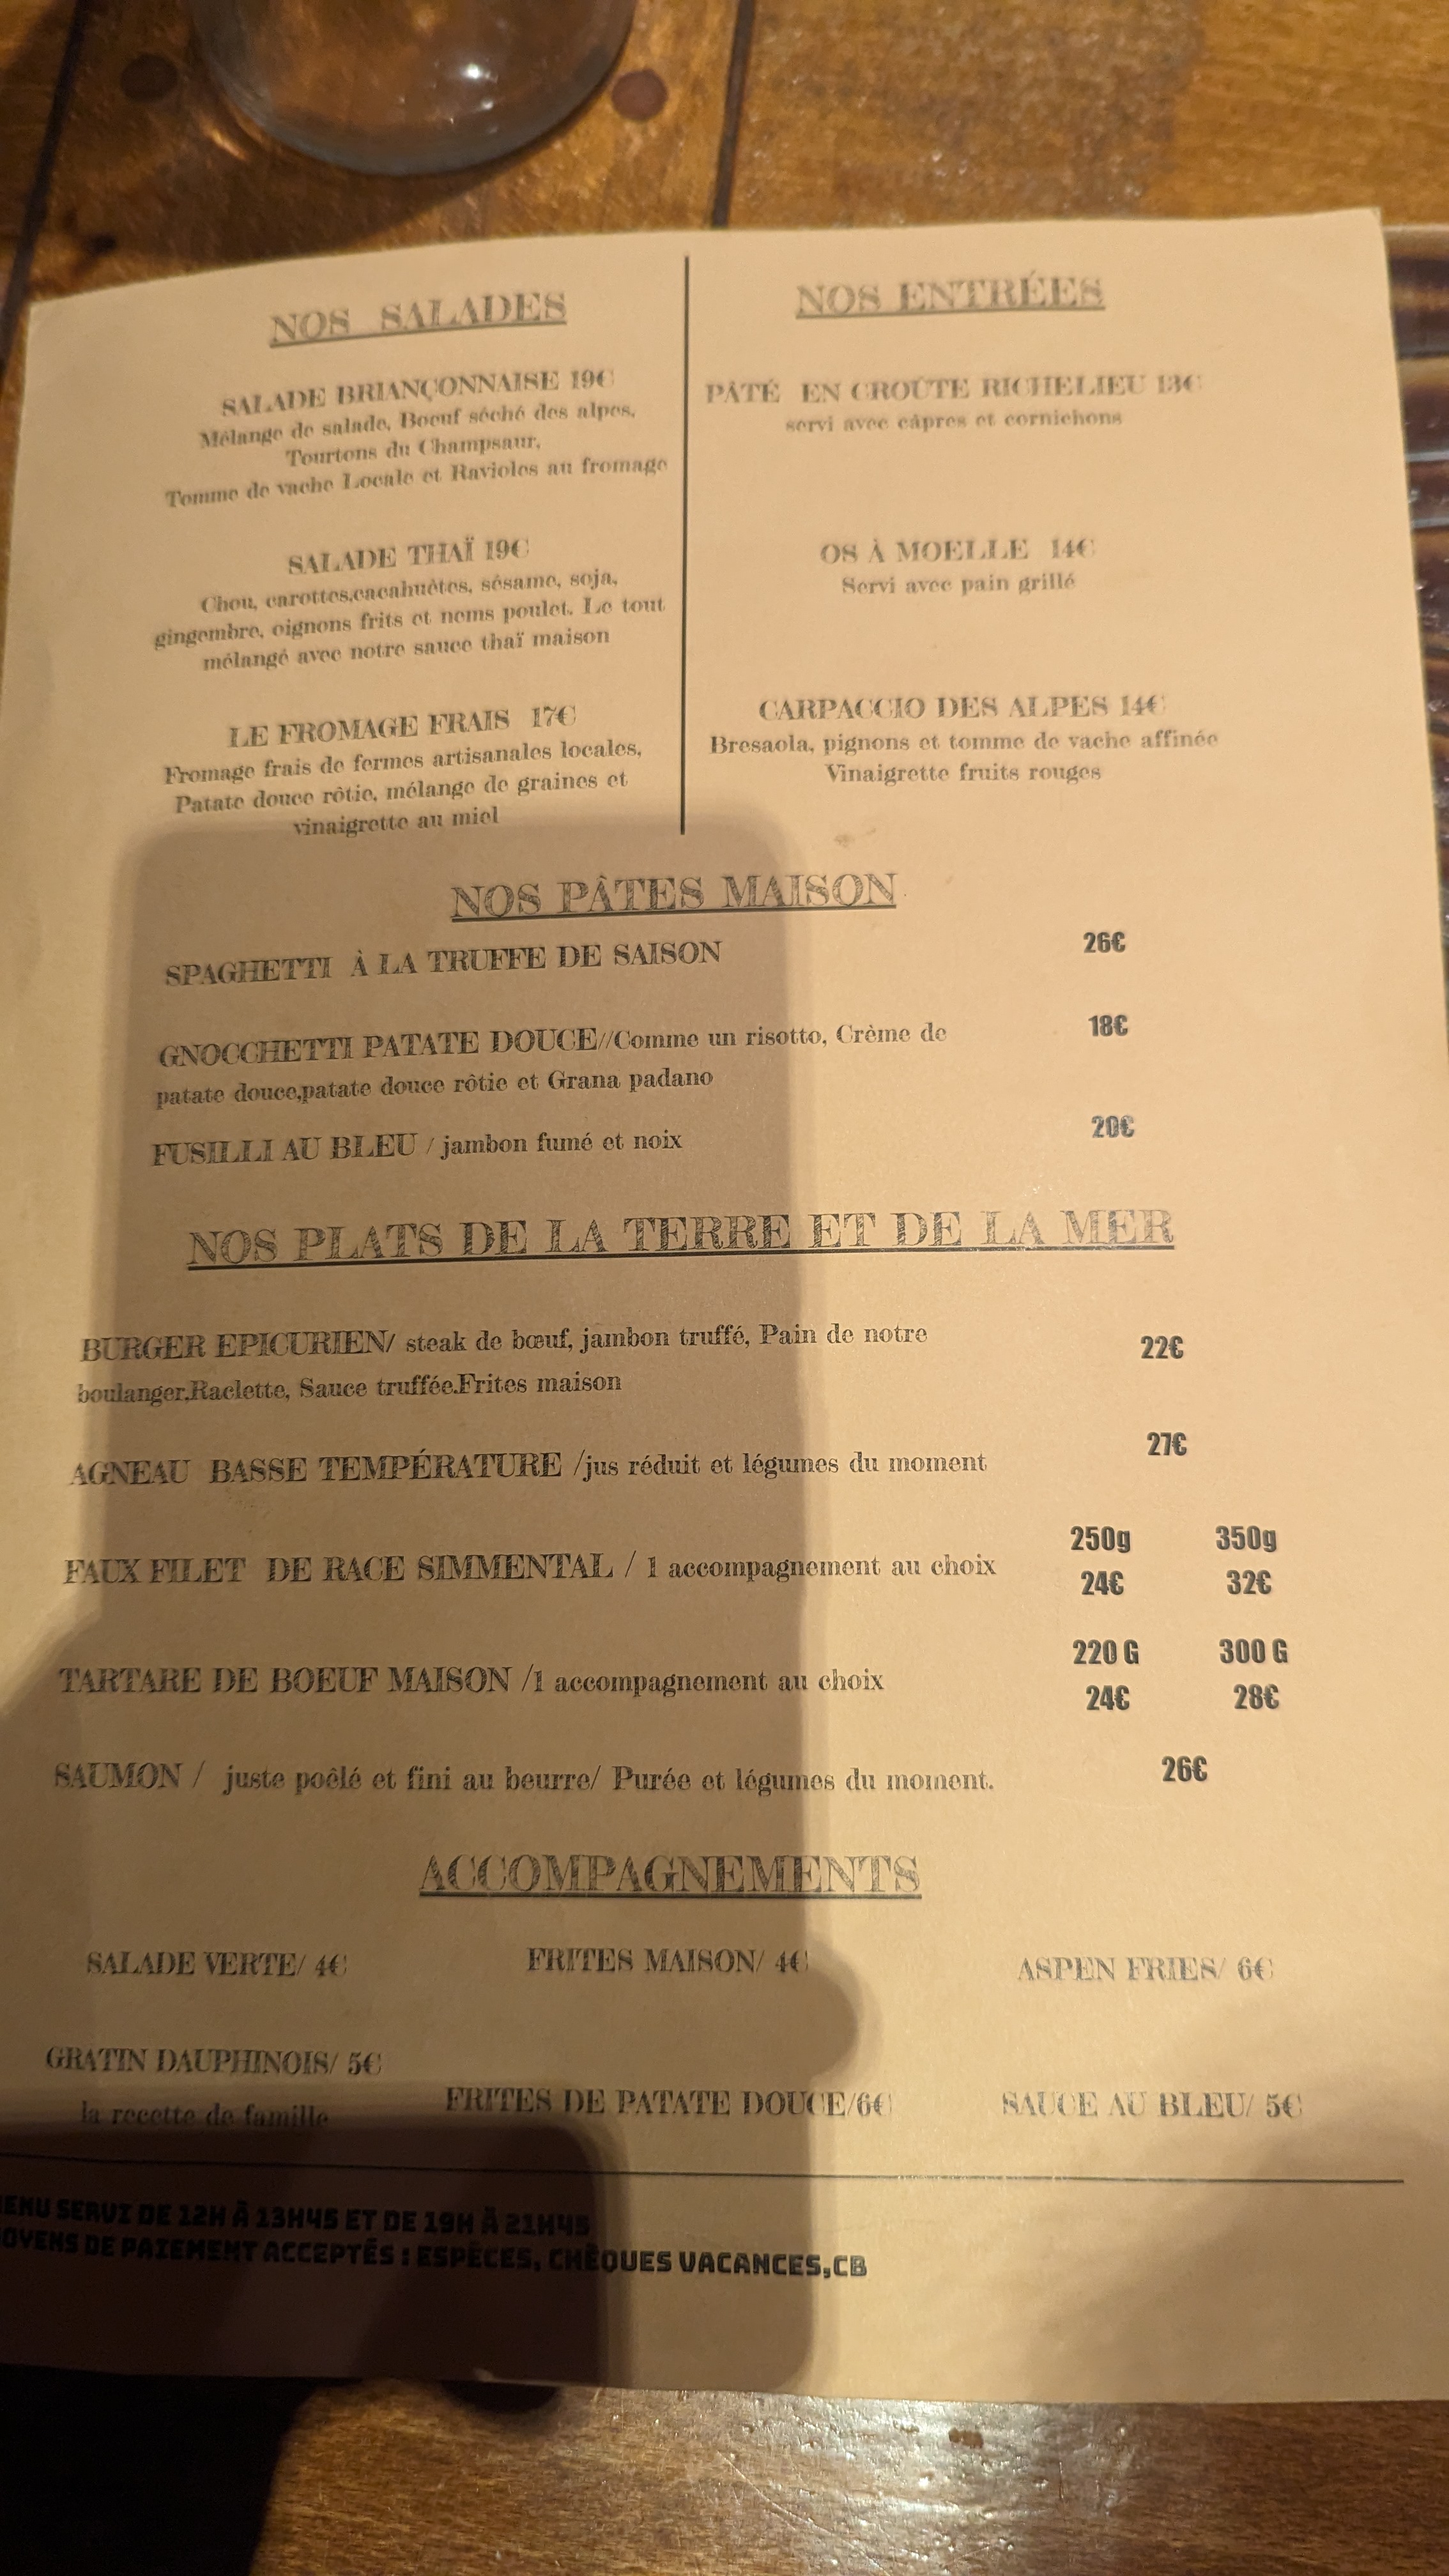 NOS SALADES
SALADE BRIANÇONNAISE 19€
Mélange de salade, Boeuf séché des alpes,
Tourtons du Champsaur,
Tomme de vache Locale et Ravioles au fromage
SALADE THAÏ 19€
Chou, carottes,cacahuètes, sésame, soja,
gingembre, oignons frits et nems poulet. Le tout
mélangé avec notre sauce thaï maison
LE FROMAGE FRAIS 17€
Fromage frais de fermes artisanales locales,
Patate douce rôtie, mélange de graines et
vinaigrette au miel
NOS ENTRÉES
PÂTÉ EN CROÛTE RICHELIEU 13€
servi avec câpres et cornichons
OS À MOELLE 14€
Servi avec pain grillé
CARPACCIO DES ALPES 14€
Bresaola, pignons et tomme de vache affinée
Vinaigrette fruits rouges
NOS PÂTES MAISON
SPAGHETTI À LA TRUFFE DE SAISON 26€
GNOCCHETTI PATATE DOUCE//Comme un risotto, Crème de 18€
patate douce,patate douce rôtie et Grana padano
FUSILLI AU BLEU / jambon fumé et noix 20€
NOS PLATS DE LA TERRE ET DE LA MER
BURGER EPICURIEN/ steak de bœuf, jambon truffé, Pain de notre 22€
boulanger,Raclette, Sauce truffée.Frites maison
AGNEAU BASSE TEMPÉRATURE /jus réduit et légumes du moment 27€
250g 350g
FAUX FILET DE RACE SIMMENTAL / 1 accompagnement au choix 24€ 32€
220 G 300 G
TARTARE DE BOEUF MAISON /1 accompagnement au choix 24€ 28€
SAUMON / juste poêlé et fini au beurre/ Purée et légumes du moment. 26€
ACCOMPAGNEMENTS
SALADE VERTE/ 4€ FRITES MAISON/ 4€ ASPEN FRIES/ 6€
GRATIN DAUPHINOIS/ 5€
la recette de famille
FRITES DE PATATE DOUCE/6€ SAUCE AU BLEU/ 5€
ENU SERVI DE 12H À 13H45 ET DE 19H À 21H45
OYENS DE PAIEMENT ACCEPTÉS : ESPÈCES, CHÈQUES VACANCES,CB